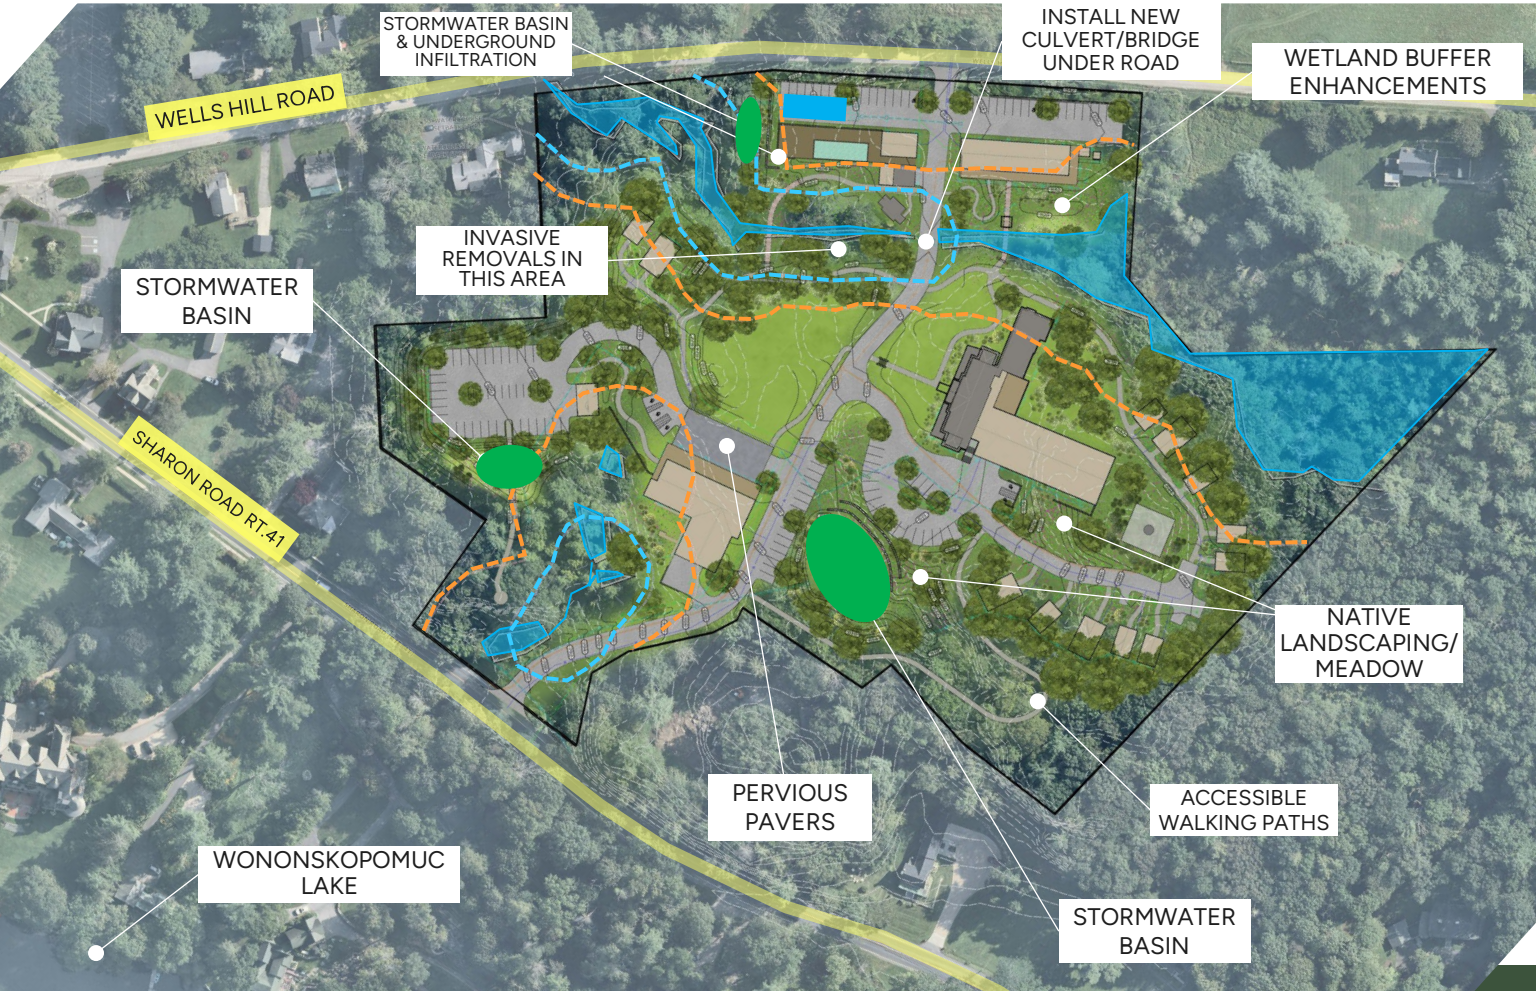 STORMWATER BASIN
& UNDERGROUND
INFILTRATION
INSTALL NEW
CULVERT/BRIDGE
UNDER ROAD
WETLAND BUFFER
ENHANCEMENTS
WELLS HILL ROAD
INVASIVE
REMOVALS IN
THIS AREA
STORMWATER
BASIN
SHARON ROAD RT.41
NATIVE
LANDSCAPING/
MEADOW
PERVIOUS
PAVERS
ACCESSIBLE
WALKING PATHS
WONONSKOPOMUC
LAKE
STORMWATER
BASIN